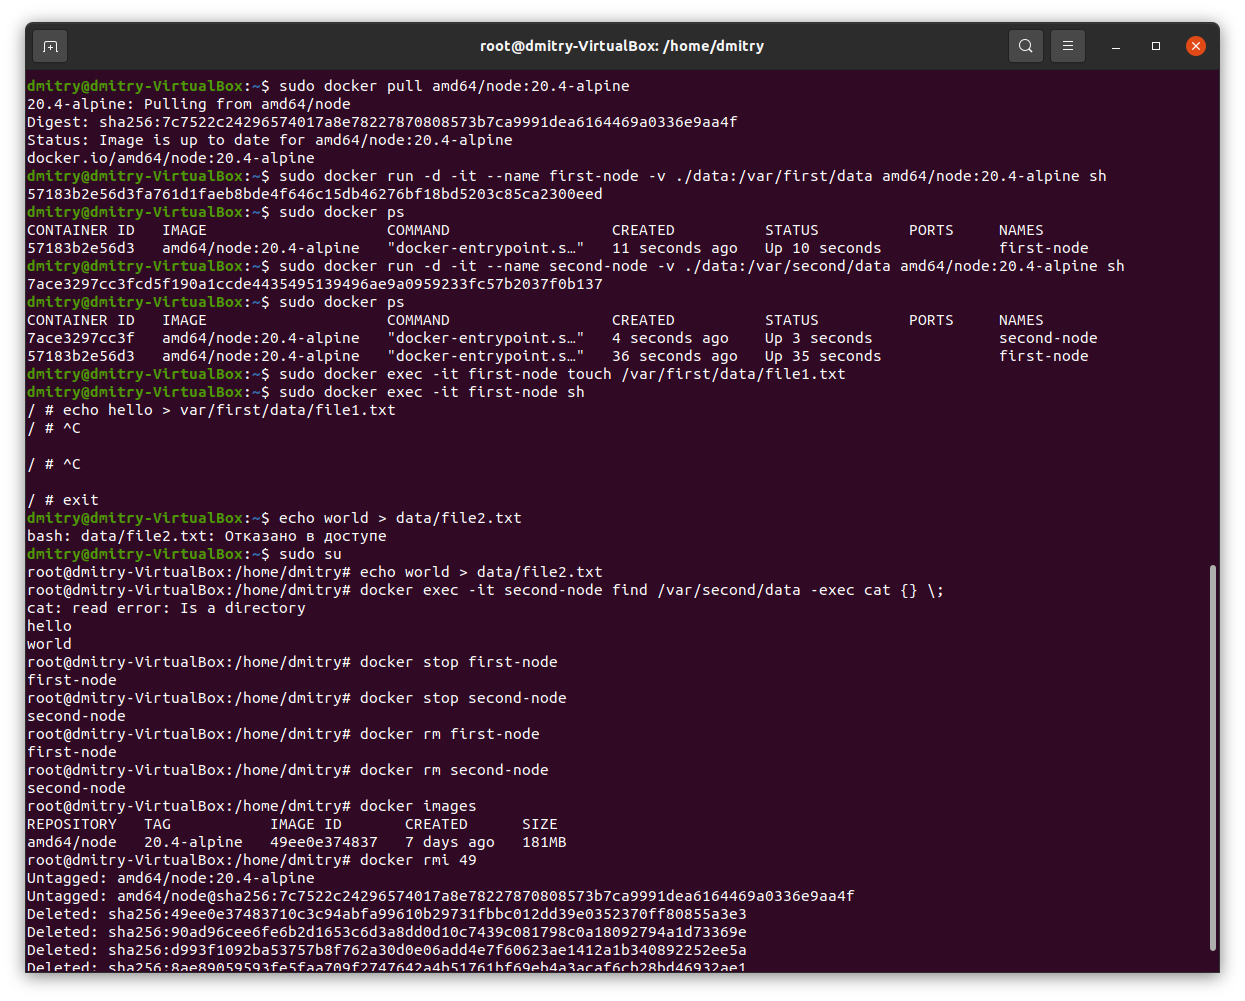 root@dmitry-VirtualBox: /home/dmitry
dmitry@dmitry-VirtualBox:~$ sudo docker pull amd64/node:20.4-alpine
20.4-alpine: Pulling from amd64/node
Digest: sha256:7c7522c24296574017a8e78227870808573b7ca9991dea6164469a0336e9aa4f
Status: Image is up to date for amd64/node:20.4-alpine
docker.io/amd64/node:20.4-alpine
dmitry@dmitry-VirtualBox:~$ sudo docker run -d -it --name first-node -v ./data:/var/first/data amd64/node:20.4-alpine sh
57183b2e56d3fa761d1faeb8bde4f646c15db46276bf18bd5203c85ca2300eed
dmitry@dmitry-VirtualBox:~$ sudo docker ps
CONTAINER ID   IMAGE                    COMMAND                  CREATED          STATUS          PORTS     NAMES
57183b2e56d3   amd64/node:20.4-alpine   "docker-entrypoint.s…"   11 seconds ago   Up 10 seconds             first-node
dmitry@dmitry-VirtualBox:~$ sudo docker run -d -it --name second-node -v ./data:/var/second/data amd64/node:20.4-alpine sh
7ace3297cc3fcd5f190a1ccde4435495139496ae9a0959233fc57b2037f0b137
dmitry@dmitry-VirtualBox:~$ sudo docker ps
CONTAINER ID   IMAGE                    COMMAND                  CREATED          STATUS          PORTS     NAMES
7ace3297cc3f   amd64/node:20.4-alpine   "docker-entrypoint.s…"   4 seconds ago    Up 3 seconds              second-node
57183b2e56d3   amd64/node:20.4-alpine   "docker-entrypoint.s…"   36 seconds ago   Up 35 seconds             first-node
dmitry@dmitry-VirtualBox:~$ sudo docker exec -it first-node touch /var/first/data/file1.txt
dmitry@dmitry-VirtualBox:~$ sudo docker exec -it first-node sh
/ # echo hello > var/first/data/file1.txt
/ # ^C
/ # ^C
/ # exit
dmitry@dmitry-VirtualBox:~$ echo world > data/file2.txt
bash: data/file2.txt: Отказано в доступе
dmitry@dmitry-VirtualBox:~$ sudo su
root@dmitry-VirtualBox:/home/dmitry# echo world > data/file2.txt
root@dmitry-VirtualBox:/home/dmitry# docker exec -it second-node find /var/second/data -exec cat {} \;
cat: read error: Is a directory
hello
world
root@dmitry-VirtualBox:/home/dmitry# docker stop first-node
first-node
root@dmitry-VirtualBox:/home/dmitry# docker stop second-node
second-node
root@dmitry-VirtualBox:/home/dmitry# docker rm first-node
first-node
root@dmitry-VirtualBox:/home/dmitry# docker rm second-node
second-node
root@dmitry-VirtualBox:/home/dmitry# docker images
REPOSITORY   TAG           IMAGE ID       CREATED      SIZE
amd64/node   20.4-alpine   49ee0e374837   7 days ago   181MB
root@dmitry-VirtualBox:/home/dmitry# docker rmi 49
Untagged: amd64/node:20.4-alpine
Untagged: amd64/node@sha256:7c7522c24296574017a8e78227870808573b7ca9991dea6164469a0336e9aa4f
Deleted: sha256:49ee0e37483710c3c94abfa99610b29731fbbc012dd39e0352370ff80855a3e3
Deleted: sha256:90ad96cee6fe6b2d1653c6d3a8dd0d10c7439c081798c0a18092794a1d73369e
Deleted: sha256:d993f1092ba53757b8f762a30d0e06add4e7f60623ae1412a1b340892252ee5a
Deleted: sha256:8ae89059593fe5faa709f2747642a4b51761bf69eb4a3acaf6cb28bd46932ae1